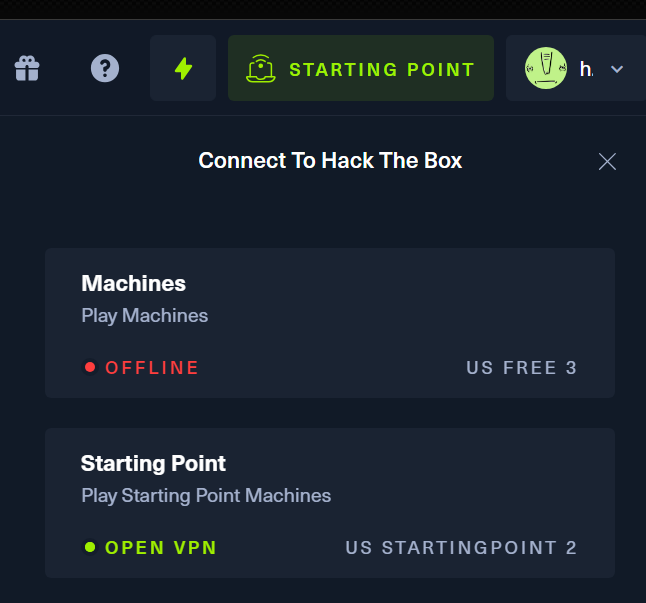 STARTING POINT
h.
Connect To Hack The Box
Machines
Play Machines
OFFLINE
US FREE 3
Starting Point
Play Starting Point Machines
OPEN VPN
US STARTINGPOINT 2